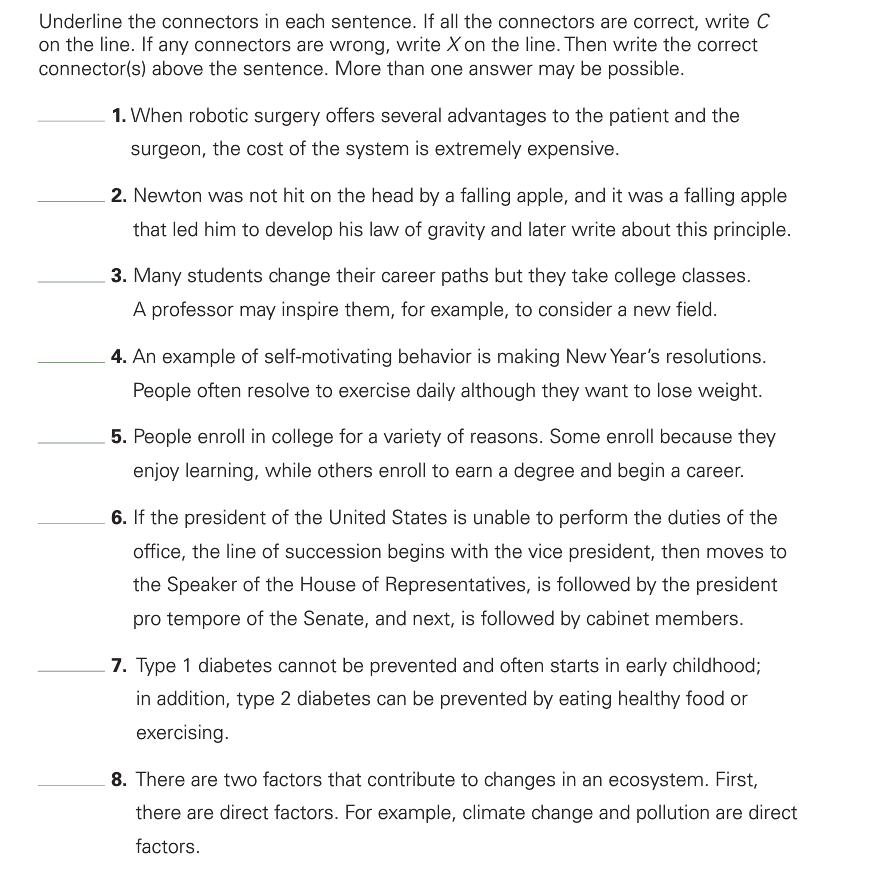 Underline the connectors in each sentence. If all the connectors are correct, write C
on the line. If any connectors are wrong, write X on the line. Then write the correct
connector(s) above the sentence. More than one answer may be possible.
1. When robotic surgery offers several advantages to the patient and the
surgeon, the cost of the system is extremely expensive.
2. Newton was not hit on the head by a falling apple, and it was a falling apple
that led him to develop his law of gravity and later write about this principle.
3. Many students change their career paths but they take college classes.
A professor may inspire them, for example, to consider a new field.
4. An example of self-motivating behavior is making New Year's resolutions.
People often resolve to exercise daily although they want to lose weight.
5. People enroll in college for a variety of reasons. Some enroll because they
enjoy learning, while others enroll to earn a degree and begin a career.
6. If the president of the United States is unable to perform the duties of the
office, the line of succession begins with the vice president, then moves to
the Speaker of the House of Representatives, is followed by the president
pro tempore of the Senate, and next, is followed by cabinet members.
7. Type 1 diabetes cannot be prevented and often starts in early childhood;
in addition, type 2 diabetes can be prevented by eating healthy food or
exercising.
8. There are two factors that contribute to changes in an ecosystem. First,
there are direct factors. For example, climate change and pollution are direct
factors.